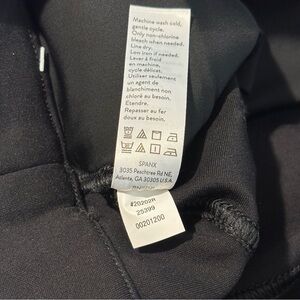 Machine wash cold,
gentle cycle.
Only non-chlorine
bleach when needed.
Line dry.
Low iron if needed.
Laver à froid
en machine,
cycle délicat.
Utiliser seulement
un agent de
blanchiment non
chloré au besoin.
Étendre.
Repasser au fer
doux au besoin.
SPANX
3035 Peachtree Rd NE,
Atlanta, GA 30305 U.S.A.
#20202R
25399
00201200